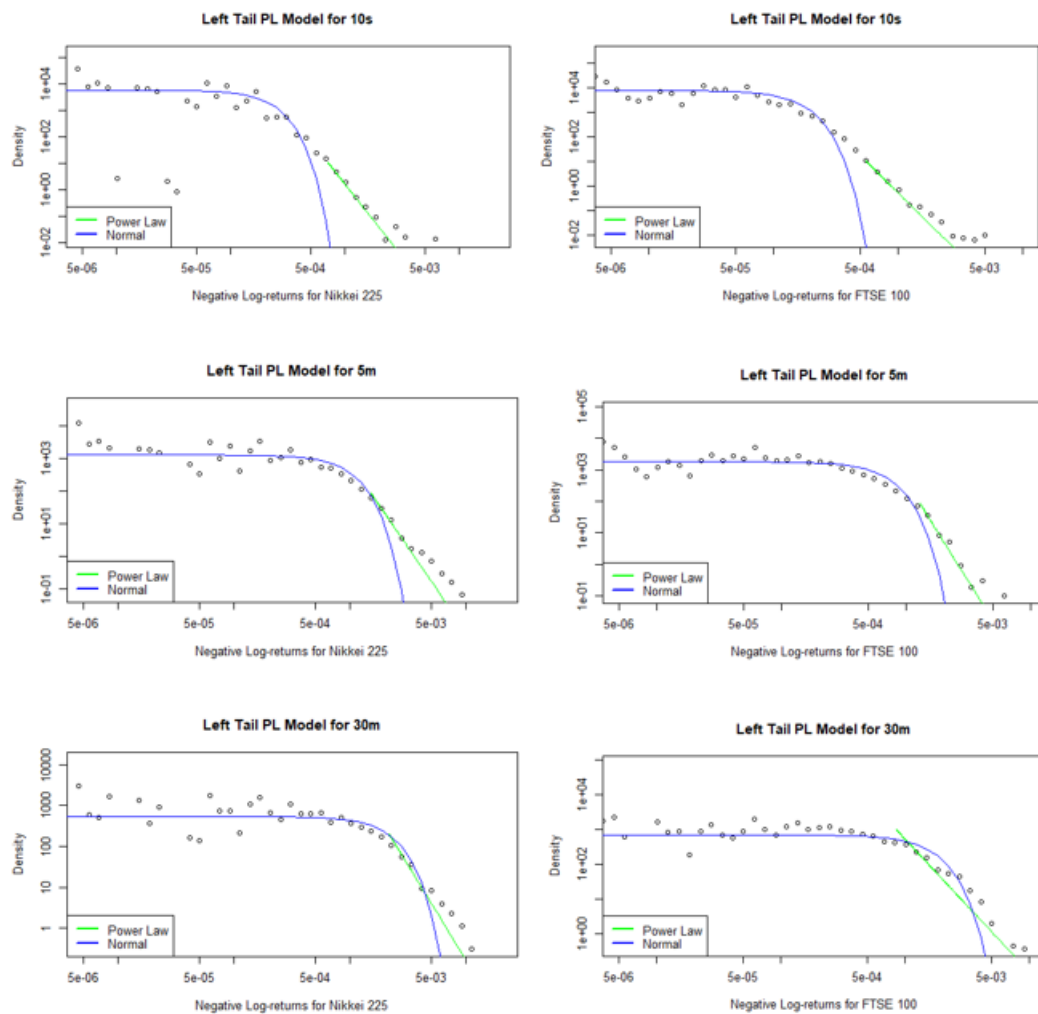 Left Tail PL Model for 10s
Density
1e+04
1e+02
1e+00
1e-02
Power Law
Normal
5e-06 5e-05 5e-04 5e-03
Negative Log-returns for Nikkei 225
Left Tail PL Model for 10s
Density
1e+04
1e+02
1e+00
1e-02
Power Law
Normal
5e-06 5e-05 5e-04 5e-03
Negative Log-returns for FTSE 100
Left Tail PL Model for 5m
Density
1e+03
1e+01
1e-01
Power Law
Normal
5e-06 5e-05 5e-04 5e-03
Negative Log-returns for Nikkei 225
Left Tail PL Model for 5m
Density
1e+05
1e+03
1e+01
1e-01
Power Law
Normal
5e-06 5e-05 5e-04 5e-03
Negative Log-returns for FTSE 100
Left Tail PL Model for 30m
Density
10000
1000
100
10
1
Power Law
Normal
5e-06 5e-05 5e-04 5e-03
Negative Log-returns for Nikkei 225
Left Tail PL Model for 30m
Density
1e+04
1e+02
1e+00
Power Law
Normal
5e-06 5e-05 5e-04 5e-03
Negative Log-returns for FTSE 100